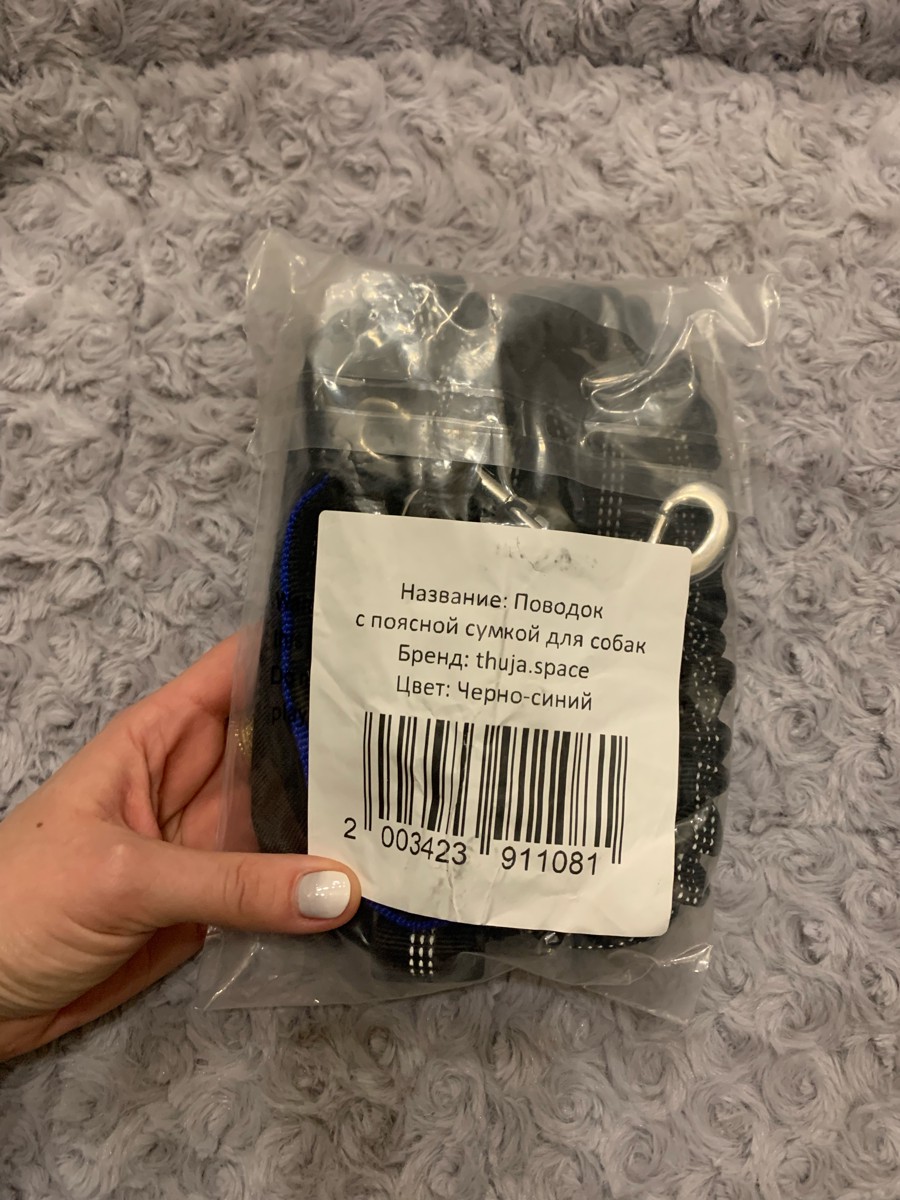 Название: Поводок
с поясной сумкой для собак
Бренд: thuja.space
Цвет: Черно-синий
2 003423 911081